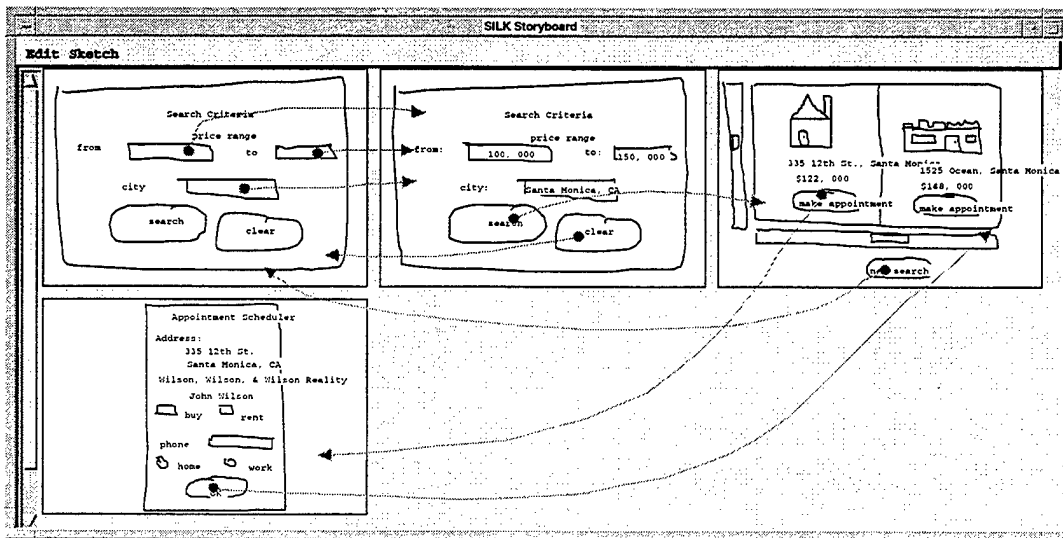 SILK Storyboard
Edit Sketch
Search Criteria
price range
from to
city
search
clear
Search Criteria
price range
from: 100, 000 to: 150, 000
city: Santa Monica, CA
search
clear
335 12th St., Santa Monica
1525 Ocean, Santa Monica
$122, 000
$148, 000
make appointment
make appointment
search
Appointment Scheduler
Address:
335 12th St.
Santa Monica, CA
Wilson, Wilson, & Wilson Reality
John Wilson
buy rent
phone
home work